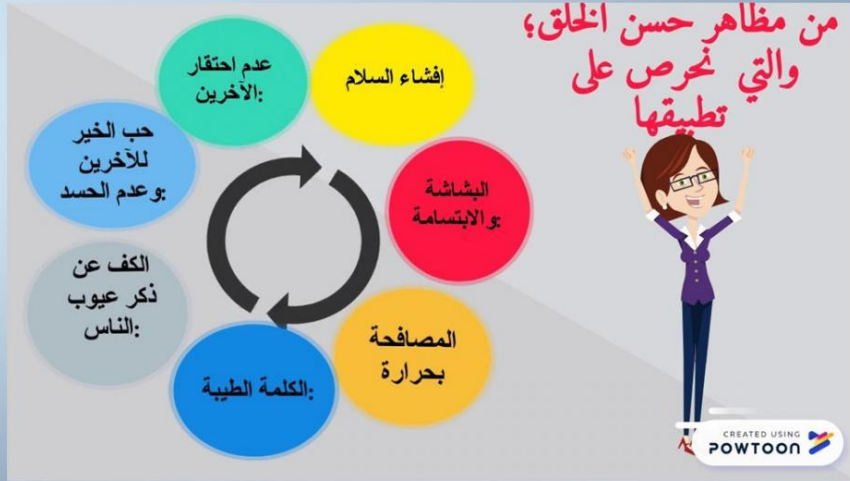 من مظاهر حسن الخلق؛
والتي نحرص على
تطبيقها
إفشاء السلام
البشاشة
والابتسامة:
المصافحة
بحرارة
الكلمة الطيبة:
الكف عن
ذكر عيوب
الناس:
حب الخير
للآخرين
وعدم الحسد:
عدم احتقار
الآخرين:
CREATED USING
POWTOON